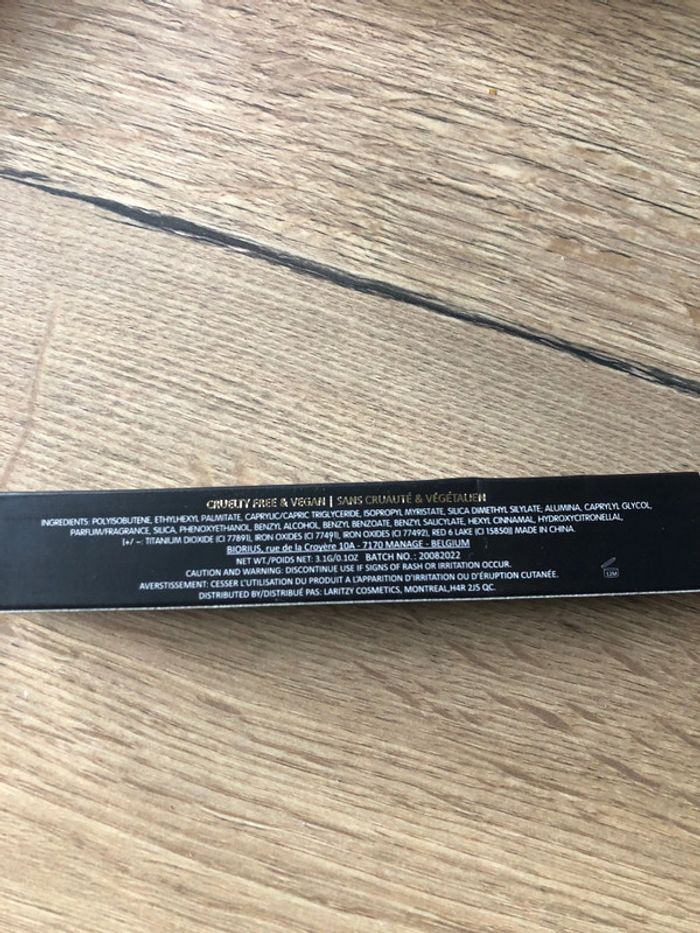 CRUELTY FREE & VEGAN | SANS CRUAUTÉ & VÉGÉTALIEN
INGREDIENTS: POLYISOBUTENE, ETHYLHEXYL PALMITATE, CAPRYLIC/CAPRIC TRIGLYCERIDE, ISOPROPYL MYRISTATE, SILICA DIMETHYL SILYLATE; ALUMINA, CAPRYLYL GLYCOL,
PARFUM/FRAGRANCE, SILICA, PHENOXYETHANOL, BENZYL ALCOHOL, BENZYL BENZOATE, BENZYL SALICYLATE, HEXYL CINNAMAL, HYDROXYCITRONELLAL,
[+/ –: TITANIUM DIOXIDE (CI 77891), IRON OXIDES (CI 77491), IRON OXIDES (CI 77492), RED 6 LAKE (CI 15850)] MADE IN CHINA.
BIORIUS, rue de la Croyère 10A - 7170 MANAGE - BELGIUM
NET WT./POIDS NET: 3.1G/0.1OZ BATCH NO.: 20082022
CAUTION AND WARNING: DISCONTINUE USE IF SIGNS OF RASH OR IRRITATION OCCUR.
AVERSTISSEMENT: CESSER L'UTILISATION DU PRODUIT A L'APPARITION D'IRRITATION OU D'ÉRUPTION CUTANÉE.
12M
DISTRIBUTED BY/DISTRIBUÉ PAS: LARITZY COSMETICS, MONTREAL,H4R 2J5 QC.